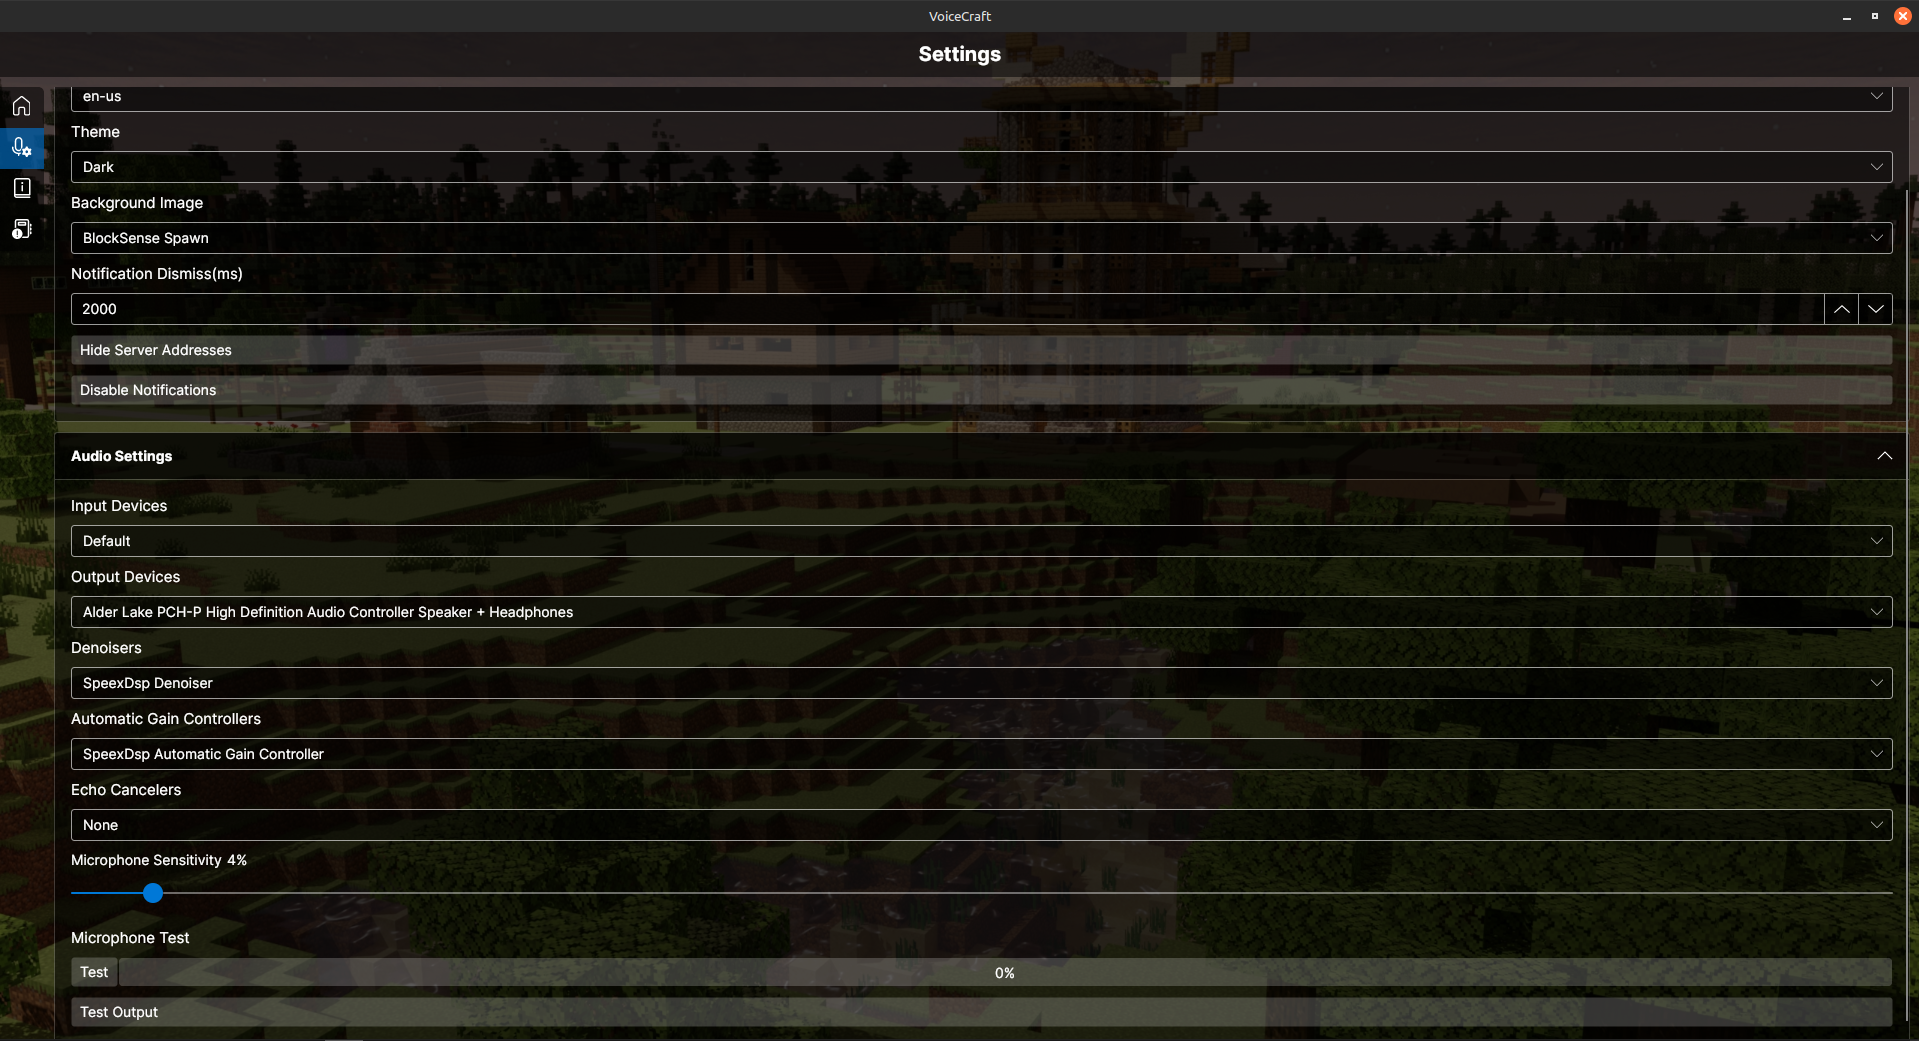 VoiceCraft
Settings
en-us
Theme
Dark
Background Image
BlockSense Spawn
Notification Dismiss(ms)
2000
Hide Server Addresses
Disable Notifications
Audio Settings
Input Devices
Default
Output Devices
Alder Lake PCH-P High Definition Audio Controller Speaker + Headphones
Denoisers
SpeexDsp Denoiser
Automatic Gain Controllers
SpeexDsp Automatic Gain Controller
Echo Cancelers
None
Microphone Sensitivity 4%
Microphone Test
Test 0%
Test Output